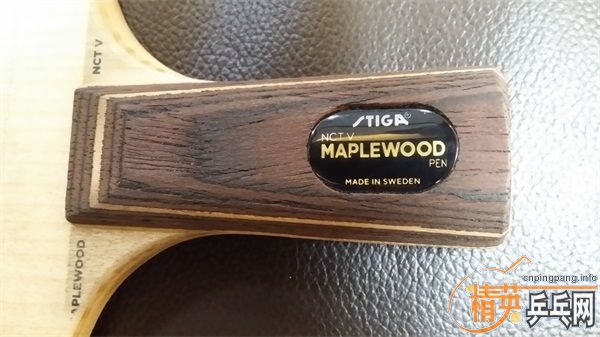 NCT V
STIGA®
NCT V
MAPLEWOOD
PEN
MADE IN SWEDEN
APLEWOOD
cnpingpang.info
精英乒乓网